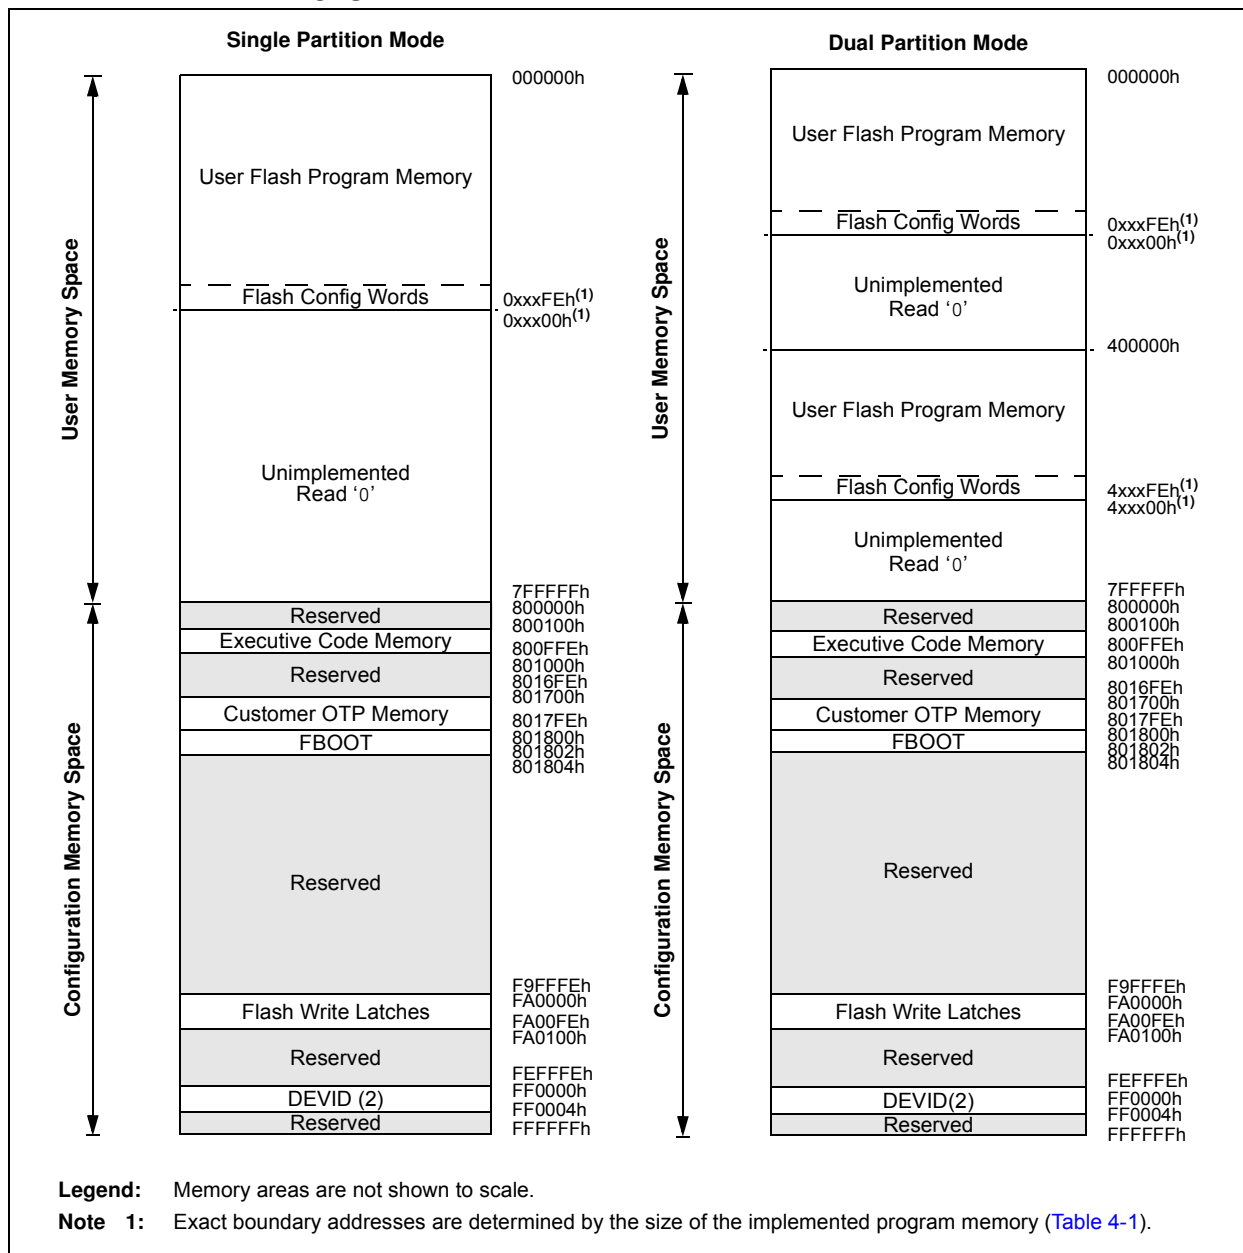 Single Partition Mode
User Memory Space
Configuration Memory Space
000000h
User Flash Program Memory
Flash Config Words
0xxxFEh(1)
0xxx00h(1)
Unimplemented
Read ‘0’
7FFFFFh
800000h
Reserved
800100h
Executive Code Memory
800FFEh
801000h
Reserved
8016FEh
801700h
Customer OTP Memory
8017FEh
801800h
FBOOT
801802h
801804h
Reserved
F9FFFEh
FA0000h
Flash Write Latches
FA00FEh
FA0100h
Reserved
FEFFFEh
FF0000h
DEVID (2)
FF0004h
Reserved
FFFFFFh
Dual Partition Mode
User Memory Space
Configuration Memory Space
000000h
User Flash Program Memory
Flash Config Words
0xxxFEh(1)
0xxx00h(1)
Unimplemented
Read ‘0’
400000h
User Flash Program Memory
Flash Config Words
4xxxFEh(1)
4xxx00h(1)
Unimplemented
Read ‘0’
7FFFFFh
800000h
Reserved
800100h
Executive Code Memory
800FFEh
801000h
Reserved
8016FEh
801700h
Customer OTP Memory
8017FEh
801800h
FBOOT
801802h
801804h
Reserved
F9FFFEh
FA0000h
Flash Write Latches
FA00FEh
FA0100h
Reserved
FEFFFEh
FF0000h
DEVID(2)
FF0004h
Reserved
FFFFFFh
Legend: Memory areas are not shown to scale.
Note 1: Exact boundary addresses are determined by the size of the implemented program memory (Table 4-1).